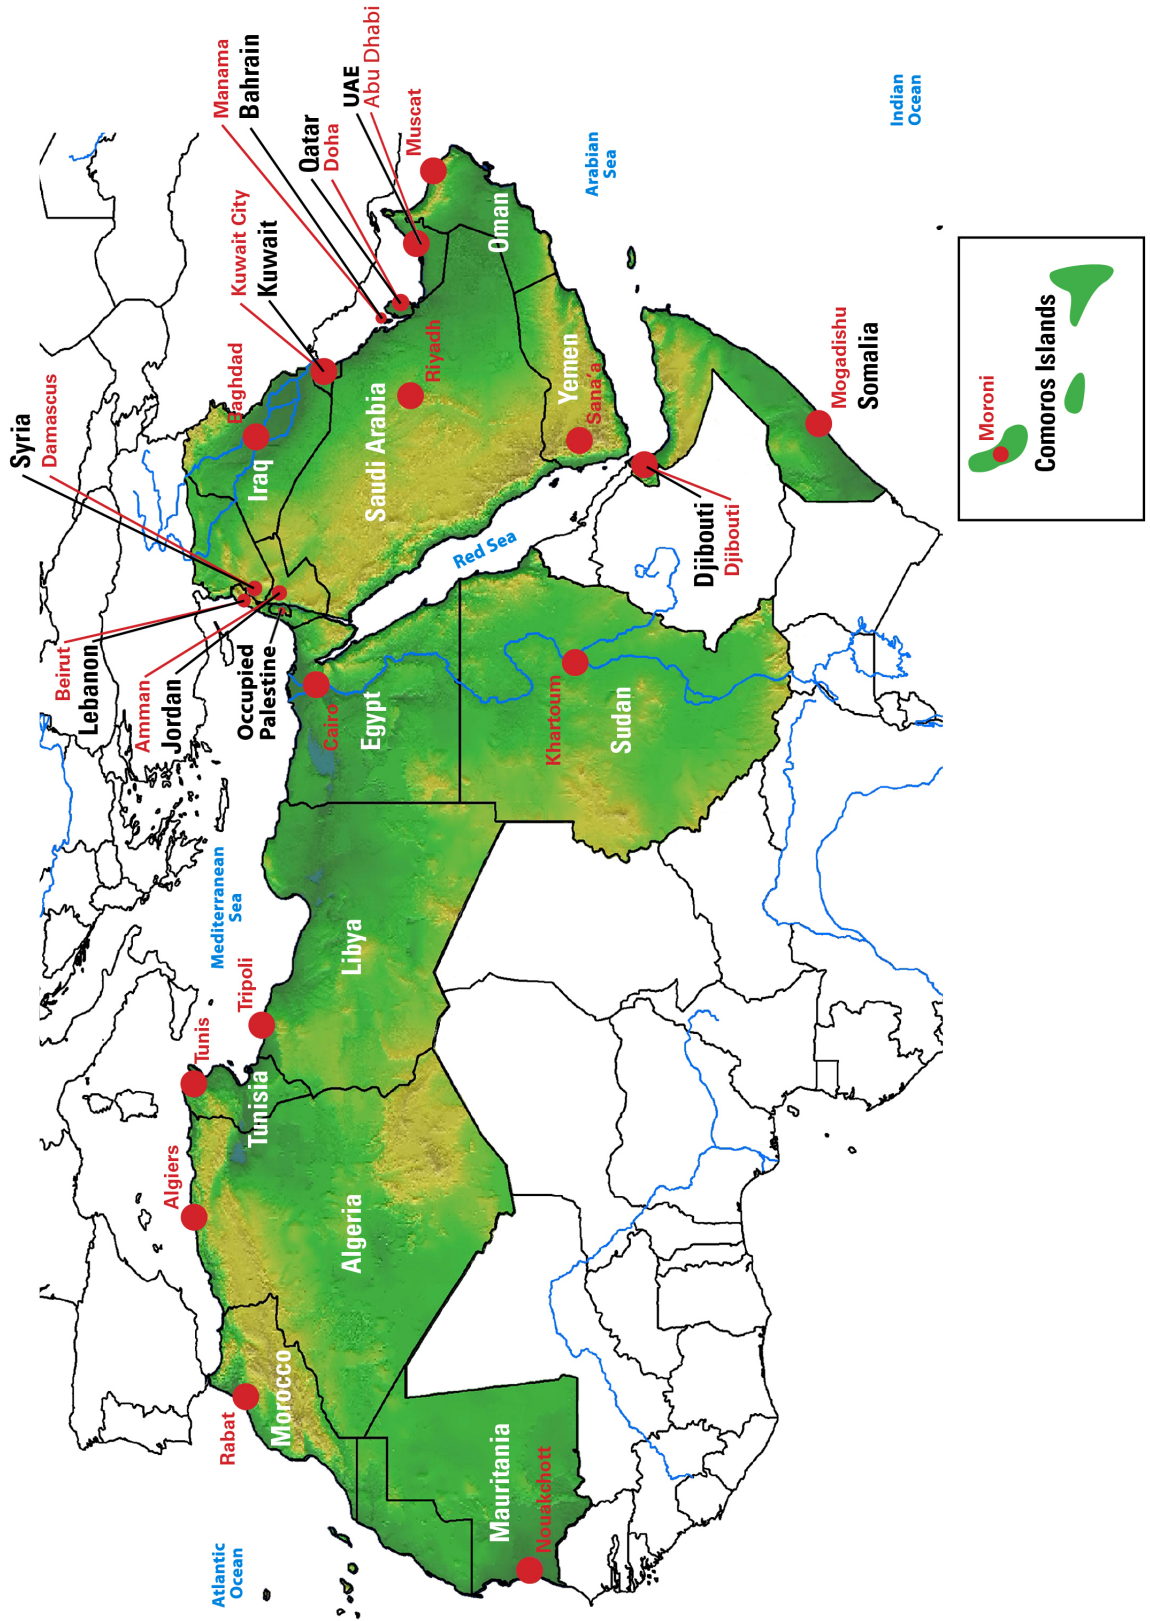 Syria
Damascus
Beirut
Lebanon
Amman
Jordan
Occupied
Palestine
Baghdad
Iraq
Kuwait City
Kuwait
Manama
Bahrain
Qatar
Doha
UAE
Abu Dhabi
Muscat
Oman
Riyadh
Saudi Arabia
Yemen
Sana'a
Arabian
Sea
Indian
Ocean
Red Sea
Mediterranean
Sea
Atlantic
Ocean
Rabat
Morocco
Algiers
Algeria
Tunis
Tunisia
Tripoli
Libya
Cairo
Egypt
Khartoum
Sudan
Mauritania
Nouakchott
Djibouti
Djibouti
Mogadishu
Somalia
Moroni
Comoros Islands